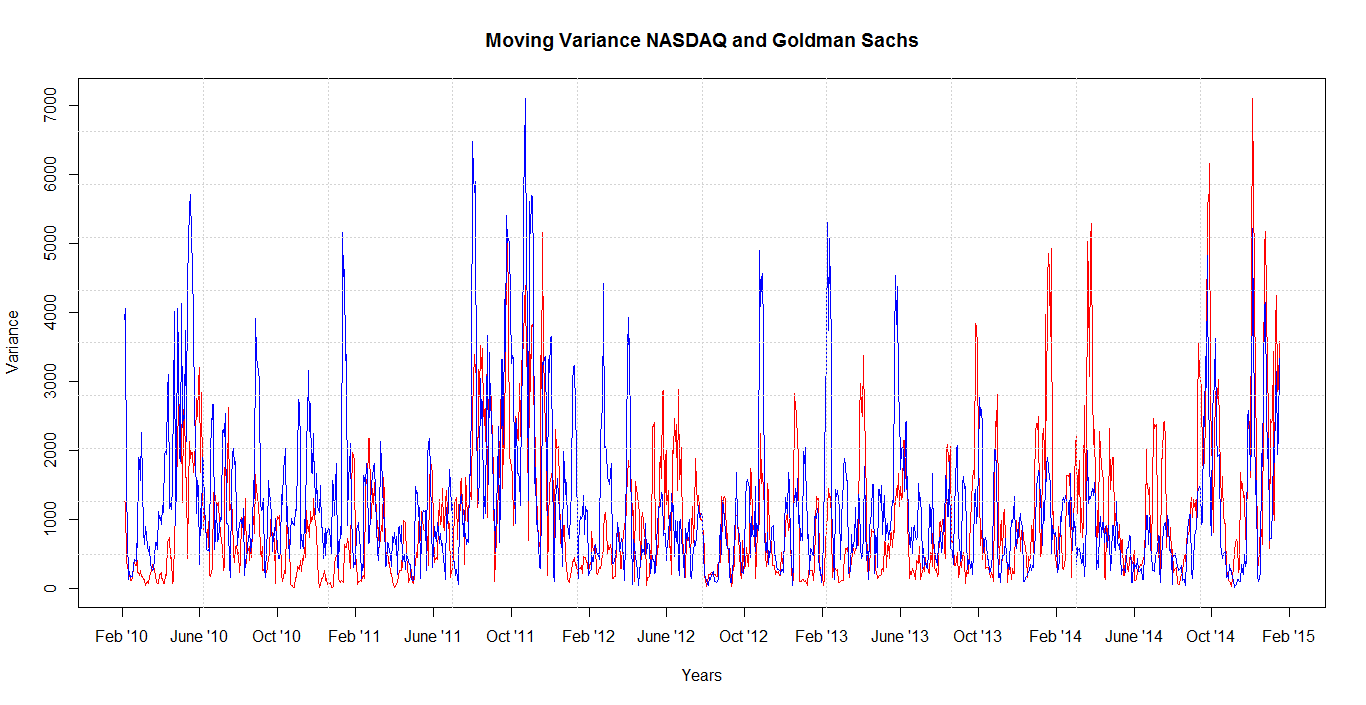 Moving Variance NASDAQ and Goldman Sachs
Variance
7000
6000
5000
4000
3000
2000
1000
0
Feb '10 June '10 Oct '10 Feb '11 June '11 Oct '11 Feb '12 June '12 Oct '12 Feb '13 June '13 Oct '13 Feb '14 June '14 Oct '14 Feb '15
Years